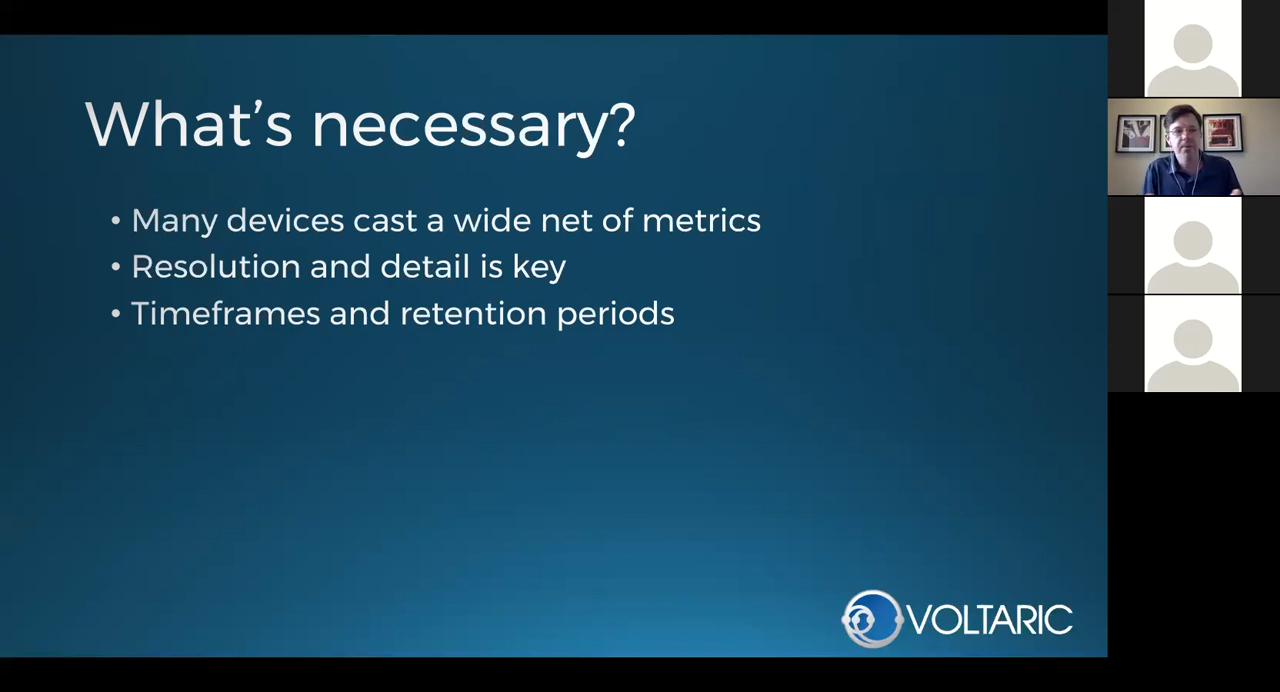 What’s necessary?
• Many devices cast a wide net of metrics
• Resolution and detail is key
• Timeframes and retention periods
VOLTARIC